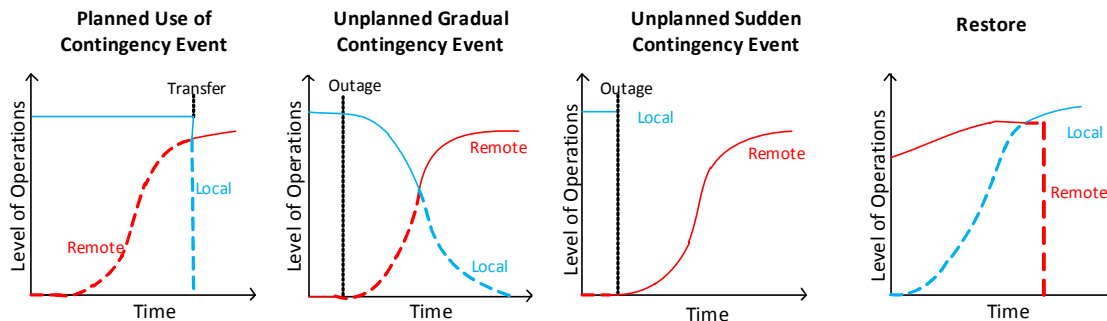 Planned Use of
Contingency Event
Transfer
Local
Remote
Level of Operations
Time
Unplanned Gradual
Contingency Event
Outage
Remote
Local
Level of Operations
Time
Unplanned Sudden
Contingency Event
Outage
Local
Remote
Level of Operations
Time
Restore
Local
Remote
Level of Operations
Time